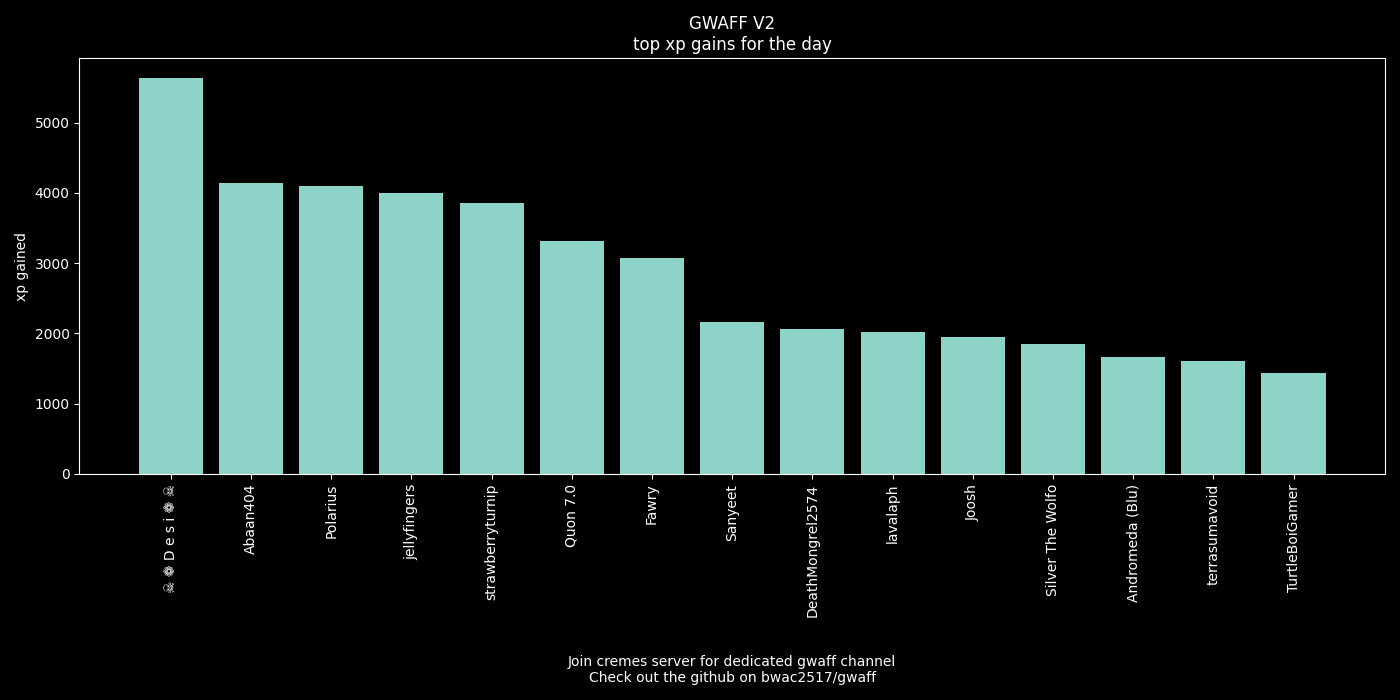 GWAFF V2
top xp gains for the day
xp gained
5000
4000
3000
2000
1000
0
☠ ❁ D e s i ❁ ☠
Abaan404
Polarius
jellyfingers
strawberryturnip
Quon 7.0
Fawry
Sanyeet
DeathMongrel2574
lavalaph
Joosh
Silver The Wolfo
Andromeda (Blu)
terrasumavoid
TurtleBoiGamer
Join cremes server for dedicated gwaff channel
Check out the github on bwac2517/gwaff